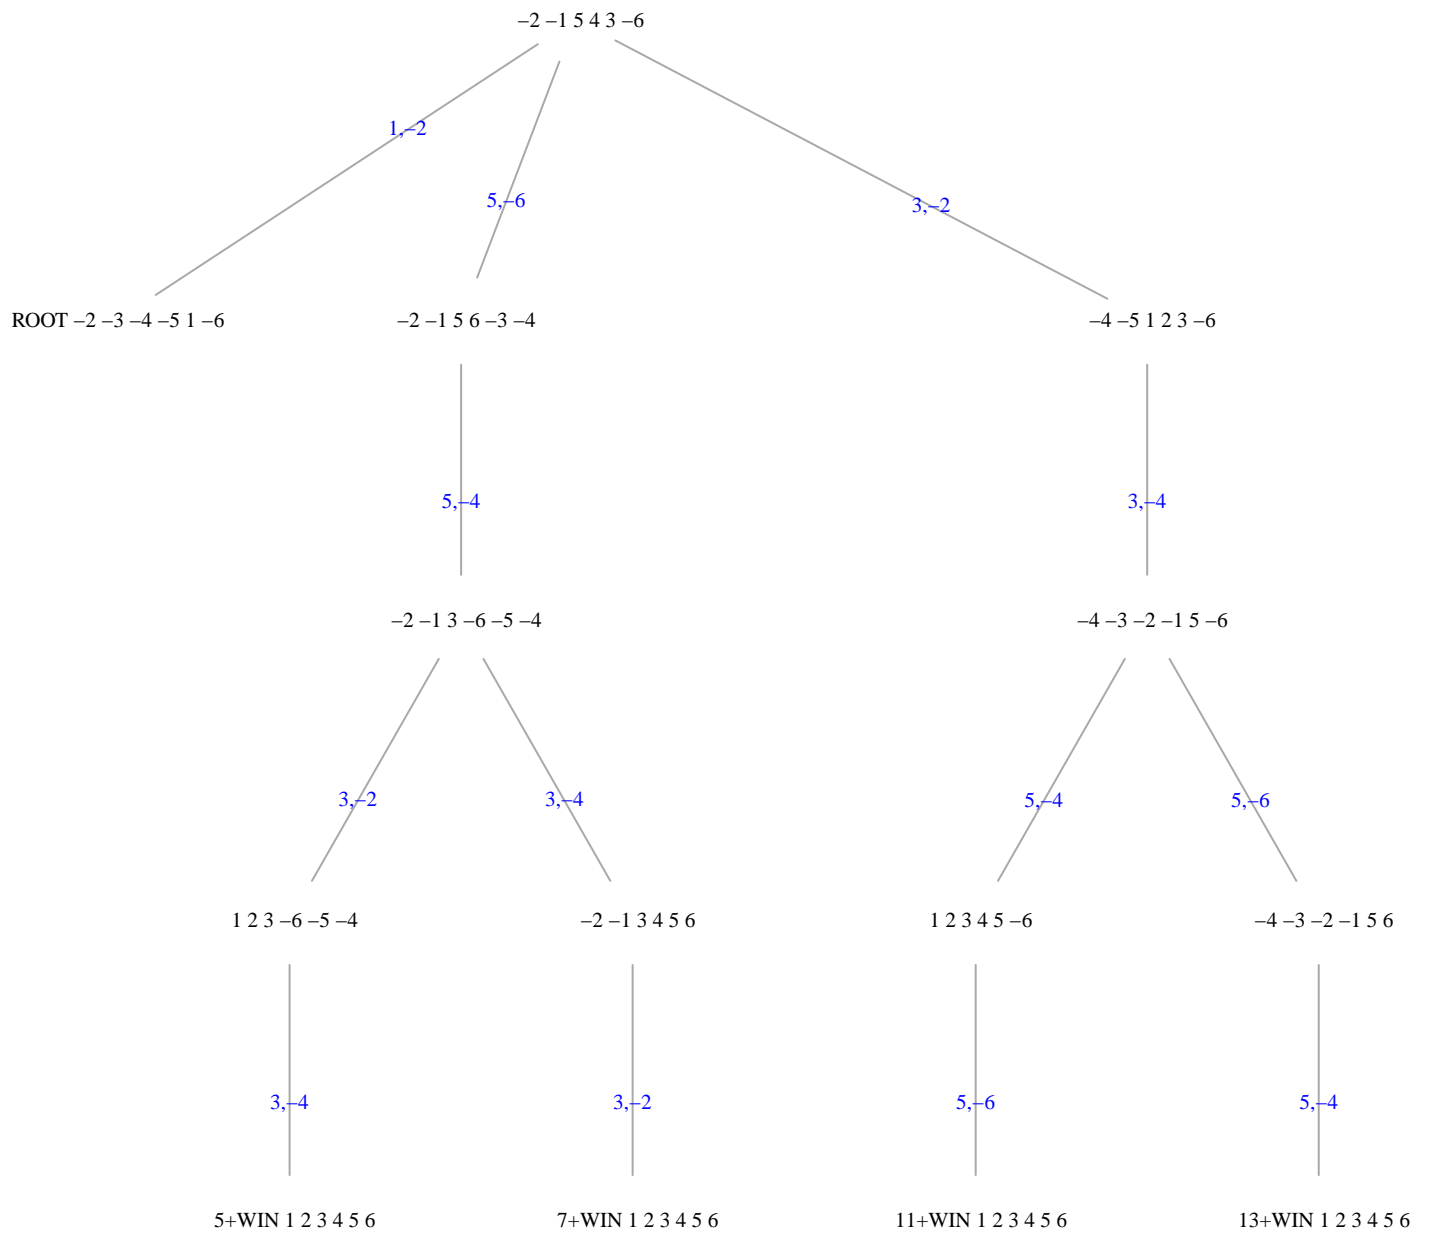 –2 –1 5 4 3 –6
1,–2
5,–6
3,–2
ROOT –2 –3 –4 –5 1 –6
–2 –1 5 6 –3 –4
–4 –5 1 2 3 –6
5,–4
3,–4
–2 –1 3 –6 –5 –4
–4 –3 –2 –1 5 –6
3,–2
3,–4
5,–4
5,–6
1 2 3 –6 –5 –4
–2 –1 3 4 5 6
1 2 3 4 5 –6
–4 –3 –2 –1 5 6
3,–4
3,–2
5,–6
5,–4
5+WIN 1 2 3 4 5 6
7+WIN 1 2 3 4 5 6
11+WIN 1 2 3 4 5 6
13+WIN 1 2 3 4 5 6